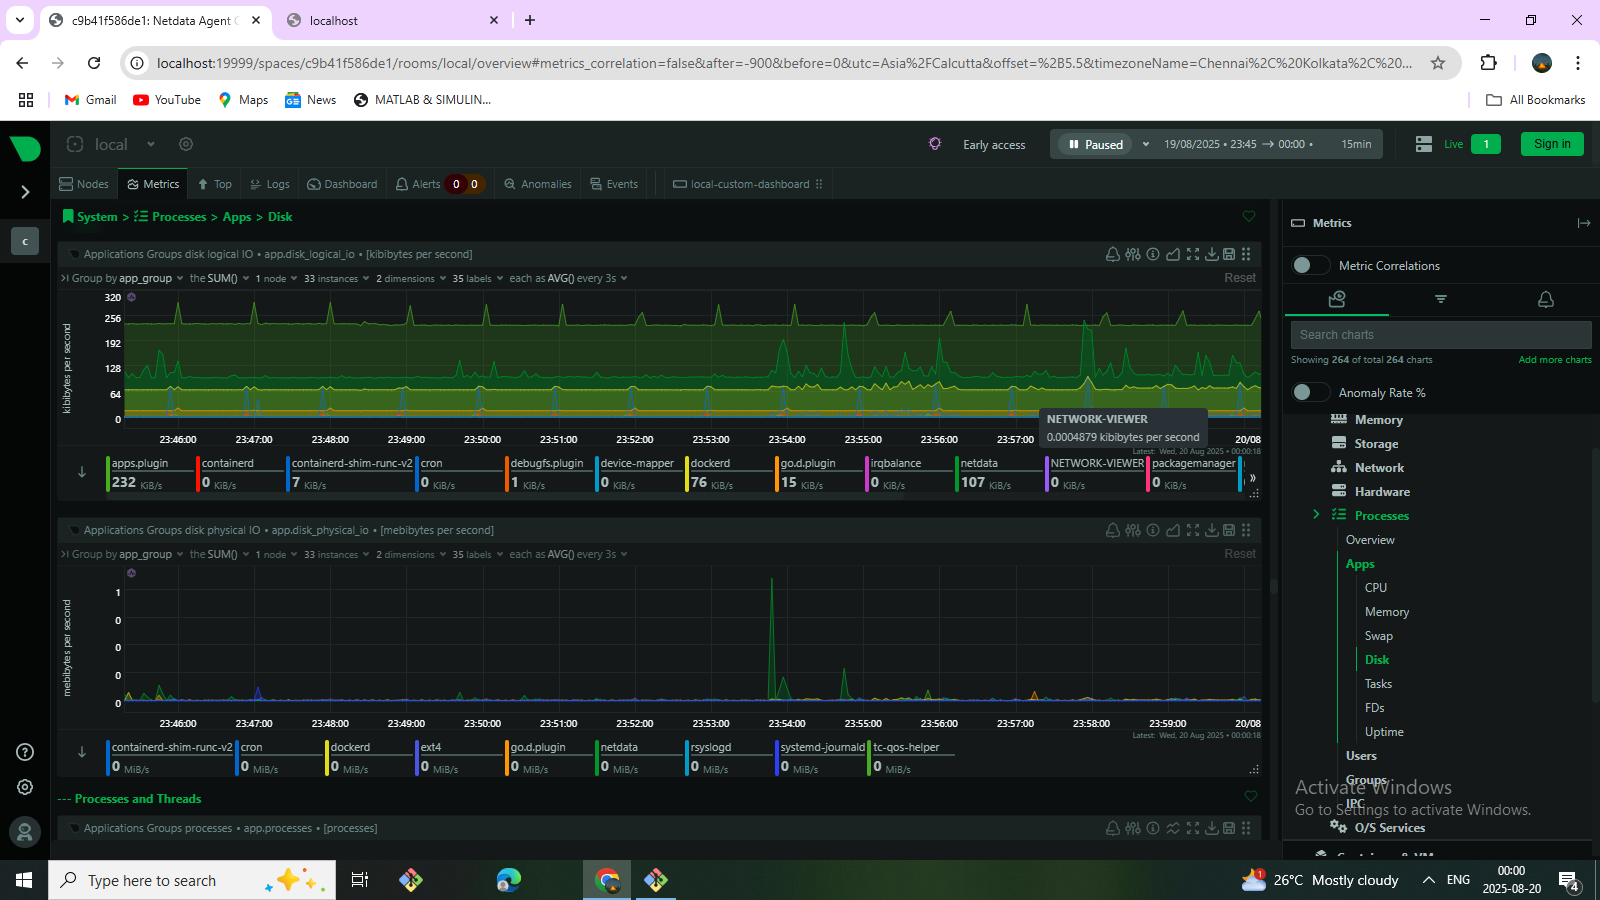 c9b41f586de1: Netdata Agent C
localhost
localhost:19999/spaces/c9b41f586de1/rooms/local/overview#metrics_correlation=false&after=-900&before=0&utc=Asia%2FCalcutta&offset=%2B5.5&timezoneName=Chennai%2C%20Kolkata%2C%20...
Gmail YouTube Maps News MATLAB & SIMULIN... All Bookmarks
local Early access Paused 19/08/2025 • 23:45 → 00:00 • 15min Live 1 Sign in
Nodes Metrics Top Logs Dashboard Alerts 0 0 Anomalies Events local-custom-dashboard
System > Processes > Apps > Disk
Applications Groups disk logical IO • app.disk_logical_io • [kibibytes per second]
Group by app_group the SUM() 1 node 33 instances 2 dimensions 35 labels each as AVG() every 3s Reset
kibibytes per second
320
256
192
128
64
0
NETWORK-VIEWER
0.0004879 kibibytes per second
23:46:00 23:47:00 23:48:00 23:49:00 23:50:00 23:51:00 23:52:00 23:53:00 23:54:00 23:55:00 23:56:00 23:57:00 20/08
Latest: Wed, 20 Aug 2025 • 00:00:18
apps.plugin containerd containerd-shim-runc-v2 cron debugfs.plugin device-mapper dockerd go.d.plugin irqbalance netdata NETWORK-VIEWER packagemanager
232 KiB/s 0 KiB/s 7 KiB/s 0 KiB/s 1 KiB/s 0 KiB/s 76 KiB/s 15 KiB/s 0 KiB/s 107 KiB/s 0 KiB/s 0 KiB/s
Applications Groups disk physical IO • app.disk_physical_io • [mebibytes per second]
Group by app_group the SUM() 1 node 33 instances 2 dimensions 35 labels each as AVG() every 3s Reset
mebibytes per second
1
0
0
0
0
23:46:00 23:47:00 23:48:00 23:49:00 23:50:00 23:51:00 23:52:00 23:53:00 23:54:00 23:55:00 23:56:00 23:57:00 23:58:00 23:59:00 20/08
Latest: Wed, 20 Aug 2025 • 00:00:18
containerd-shim-runc-v2 cron dockerd ext4 go.d.plugin netdata rsyslogd systemd-journald tc-qos-helper
0 MiB/s 0 MiB/s 0 MiB/s 0 MiB/s 0 MiB/s 0 MiB/s 0 MiB/s 0 MiB/s 0 MiB/s
--- Processes and Threads
Applications Groups processes • app.processes • [processes]
c
Metrics
Metric Correlations
Search charts
Showing 264 of total 264 charts Add more charts
Anomaly Rate %
Memory
Storage
Network
Hardware
Processes
Overview
Apps
CPU
Memory
Swap
Disk
Tasks
FDs
Uptime
Users
Groups
IPC
O/S Services
Activate Windows
Go to Settings to activate Windows.
Type here to search
26°C Mostly cloudy ENG 00:00
2025-08-20
4